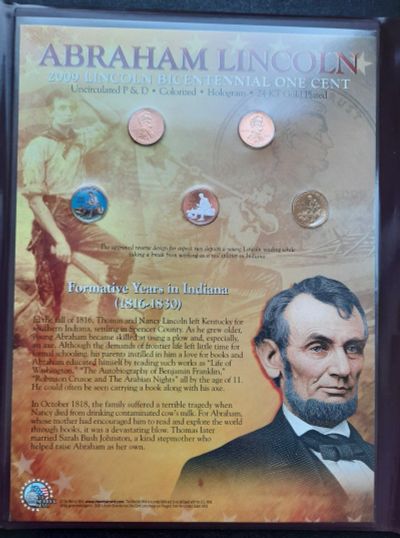 ABRAHAM LINCOLN
2009 LINCOLN BICENTENNIAL ONE CENT
Uncirculated P & D • Colorized • Hologram • 24 KT Gold Plated
The approved reverse design for aspect two depicts a young Lincoln reading while
taking a break from working as a rail splitter in Indiana.
Formative Years in Indiana
(1816-1830)
In the fall of 1816, Thomas and Nancy Lincoln left Kentucky for
southern Indiana, settling in Spencer County. As he grew older,
young Abraham became skilled at using a plow and, especially,
an axe. Although the demands of frontier life left little time for
formal schooling, his parents instilled in him a love for books and
Abraham educated himself by reading such works as "Life of
Washington," "The Autobiography of Benjamin Franklin,"
"Robinson Crusoe and The Arabian Nights" all by the age of 11.
He could often be seen carrying a book along with his axe.
In October 1818, the family suffered a terrible tragedy when
Nancy died from drinking contaminated cow's milk. For Abraham,
whose mother had encouraged him to read and explore the world
through books, it was a devastating blow. Thomas later
married Sarah Bush Johnston, a kind stepmother who
helped raise Abraham as her own.